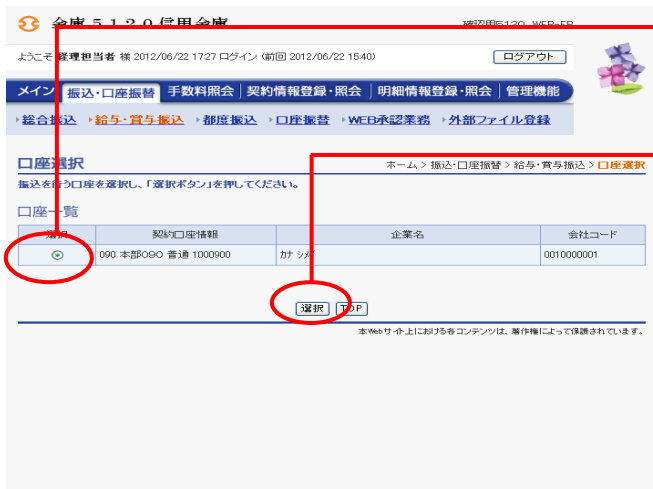 金庫5120信用金庫
確認用5120 WEB-FB
ようこそ 経理担当者 様 2012/06/22 17:27 ログイン (前回 2012/06/22 15:40)
ログアウト
メイン 振込・口座振替 手数料照会 契約情報登録・照会 明細情報登録・照会 管理機能
総合振込 給与・賞与振込 都度振込 口座振替 WEB承認業務 外部ファイル登録
口座選択
ホーム > 振込・口座振替 > 給与・賞与振込 > 口座選択
振込を行う口座を選択し、「選択ボタン」を押してください。
口座一覧
選択 契約口座情報 企業名 会社コード
090 本部090 普通 1000900 カナ シメイ 0010000001
選択 TOP
本Webサイト上における各コンテンツは、著作権によって保護されています。